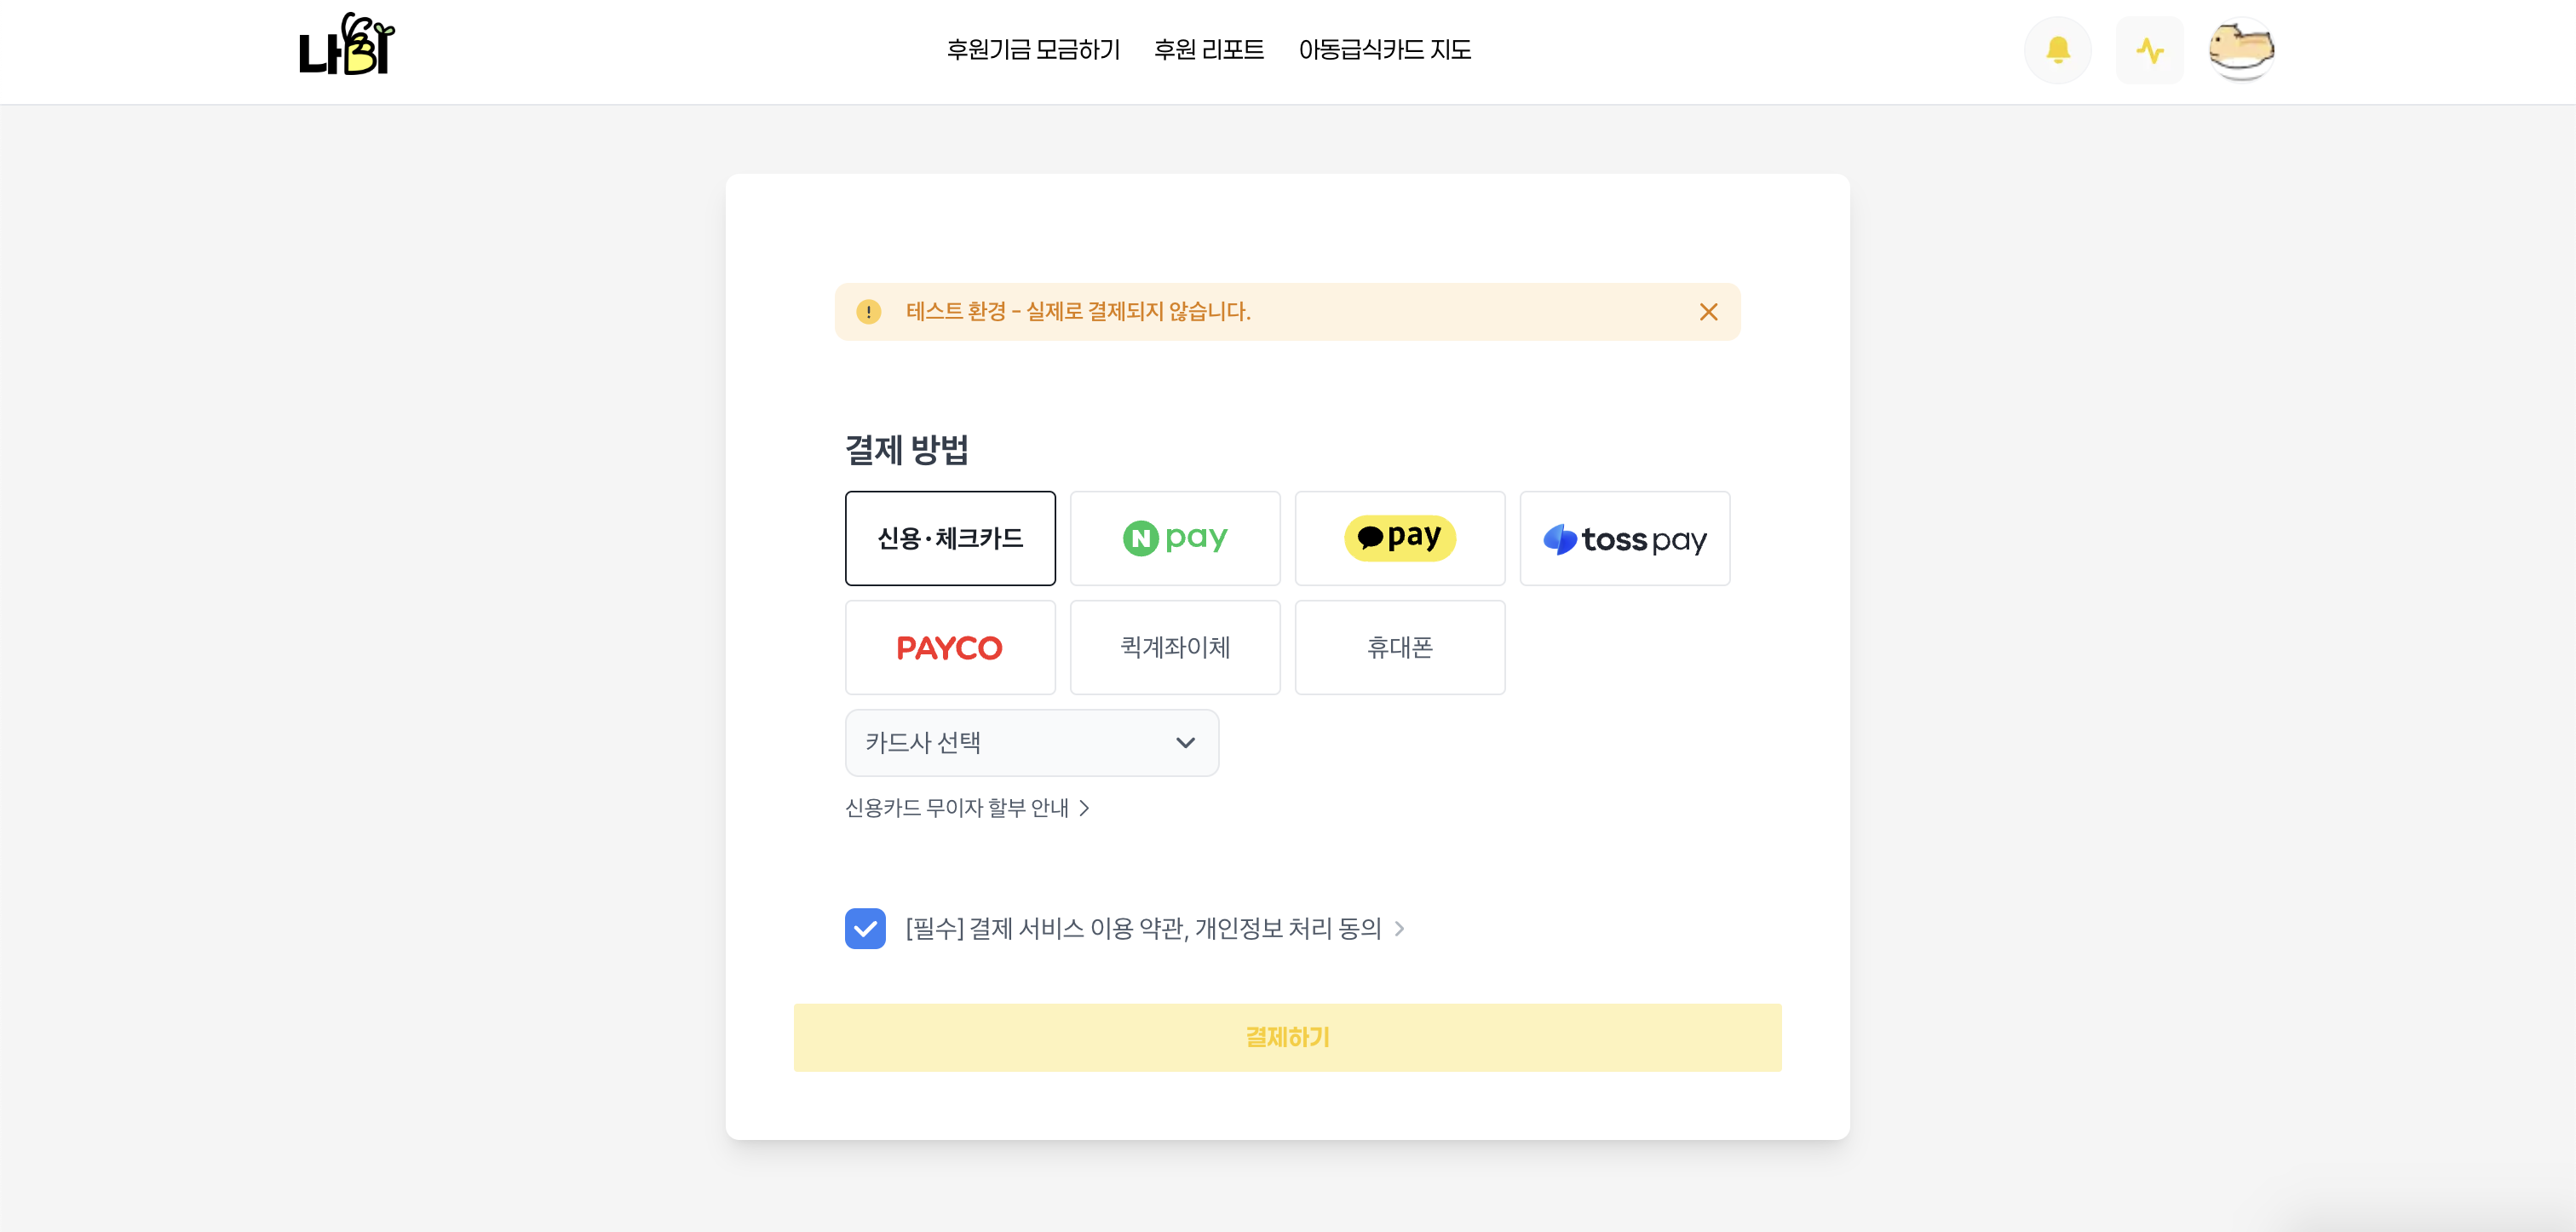 나비
후원기금 모금하기 후원 리포트 아동급식카드 지도
테스트 환경 - 실제로 결제되지 않습니다.
결제 방법
신용·체크카드 N pay pay toss pay
PAYCO 퀵계좌이체 휴대폰
카드사 선택
신용카드 무이자 할부 안내 >
[필수] 결제 서비스 이용 약관, 개인정보 처리 동의 >
결제하기